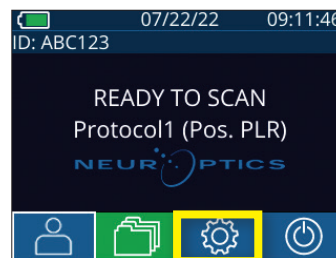 07/22/22 09:11:46
ID: ABC123
READY TO SCAN
Protocol1 (Pos. PLR)
NEUROPTICS